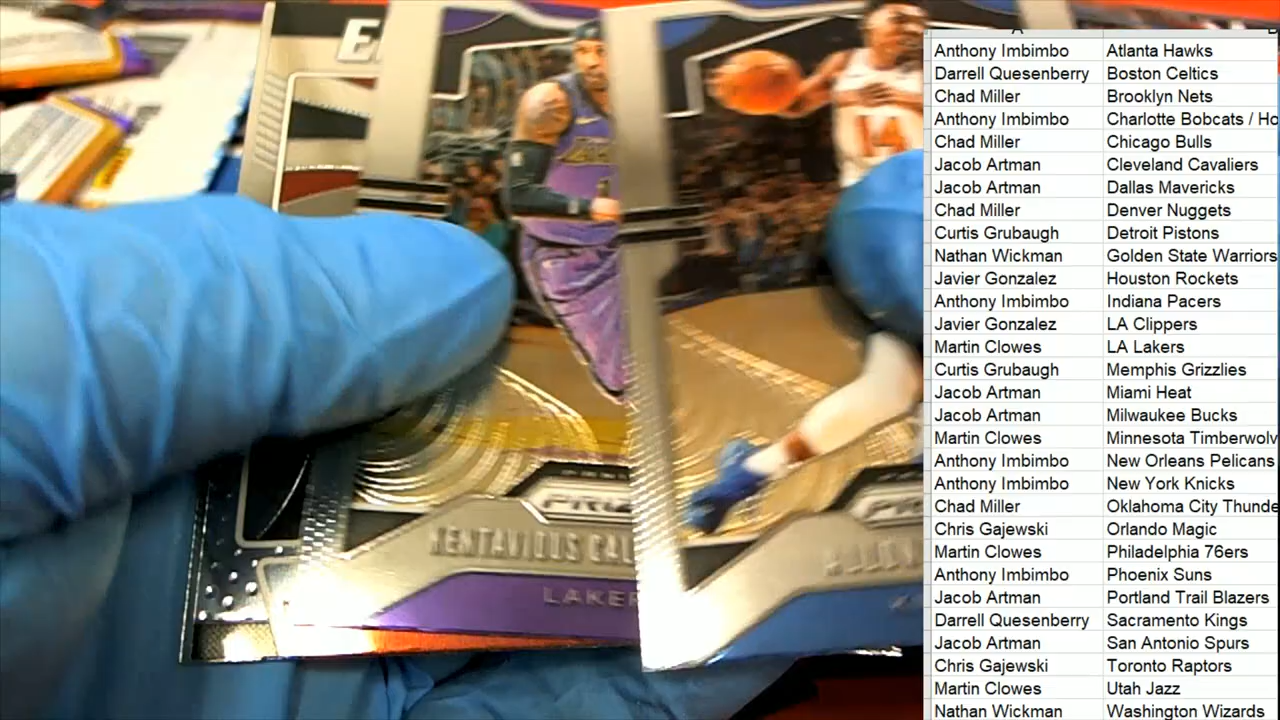 Anthony Imbimbo Atlanta Hawks
Darrell Quesenberry Boston Celtics
Chad Miller Brooklyn Nets
Anthony Imbimbo Charlotte Bobcats / Ho
Chad Miller Chicago Bulls
Jacob Artman Cleveland Cavaliers
Jacob Artman Dallas Mavericks
Chad Miller Denver Nuggets
Curtis Grubaugh Detroit Pistons
Nathan Wickman Golden State Warriors
Javier Gonzalez Houston Rockets
Anthony Imbimbo Indiana Pacers
Javier Gonzalez LA Clippers
Martin Clowes LA Lakers
Curtis Grubaugh Memphis Grizzlies
Jacob Artman Miami Heat
Jacob Artman Milwaukee Bucks
Martin Clowes Minnesota Timberwolv
Anthony Imbimbo New Orleans Pelicans
Anthony Imbimbo New York Knicks
Chad Miller Oklahoma City Thunde
Chris Gajewski Orlando Magic
Martin Clowes Philadelphia 76ers
Anthony Imbimbo Phoenix Suns
Jacob Artman Portland Trail Blazers
Darrell Quesenberry Sacramento Kings
Jacob Artman San Antonio Spurs
Chris Gajewski Toronto Raptors
Martin Clowes Utah Jazz
Nathan Wickman Washington Wizards
14
PRIZ
KENTAVIOUS CAL
LAKER